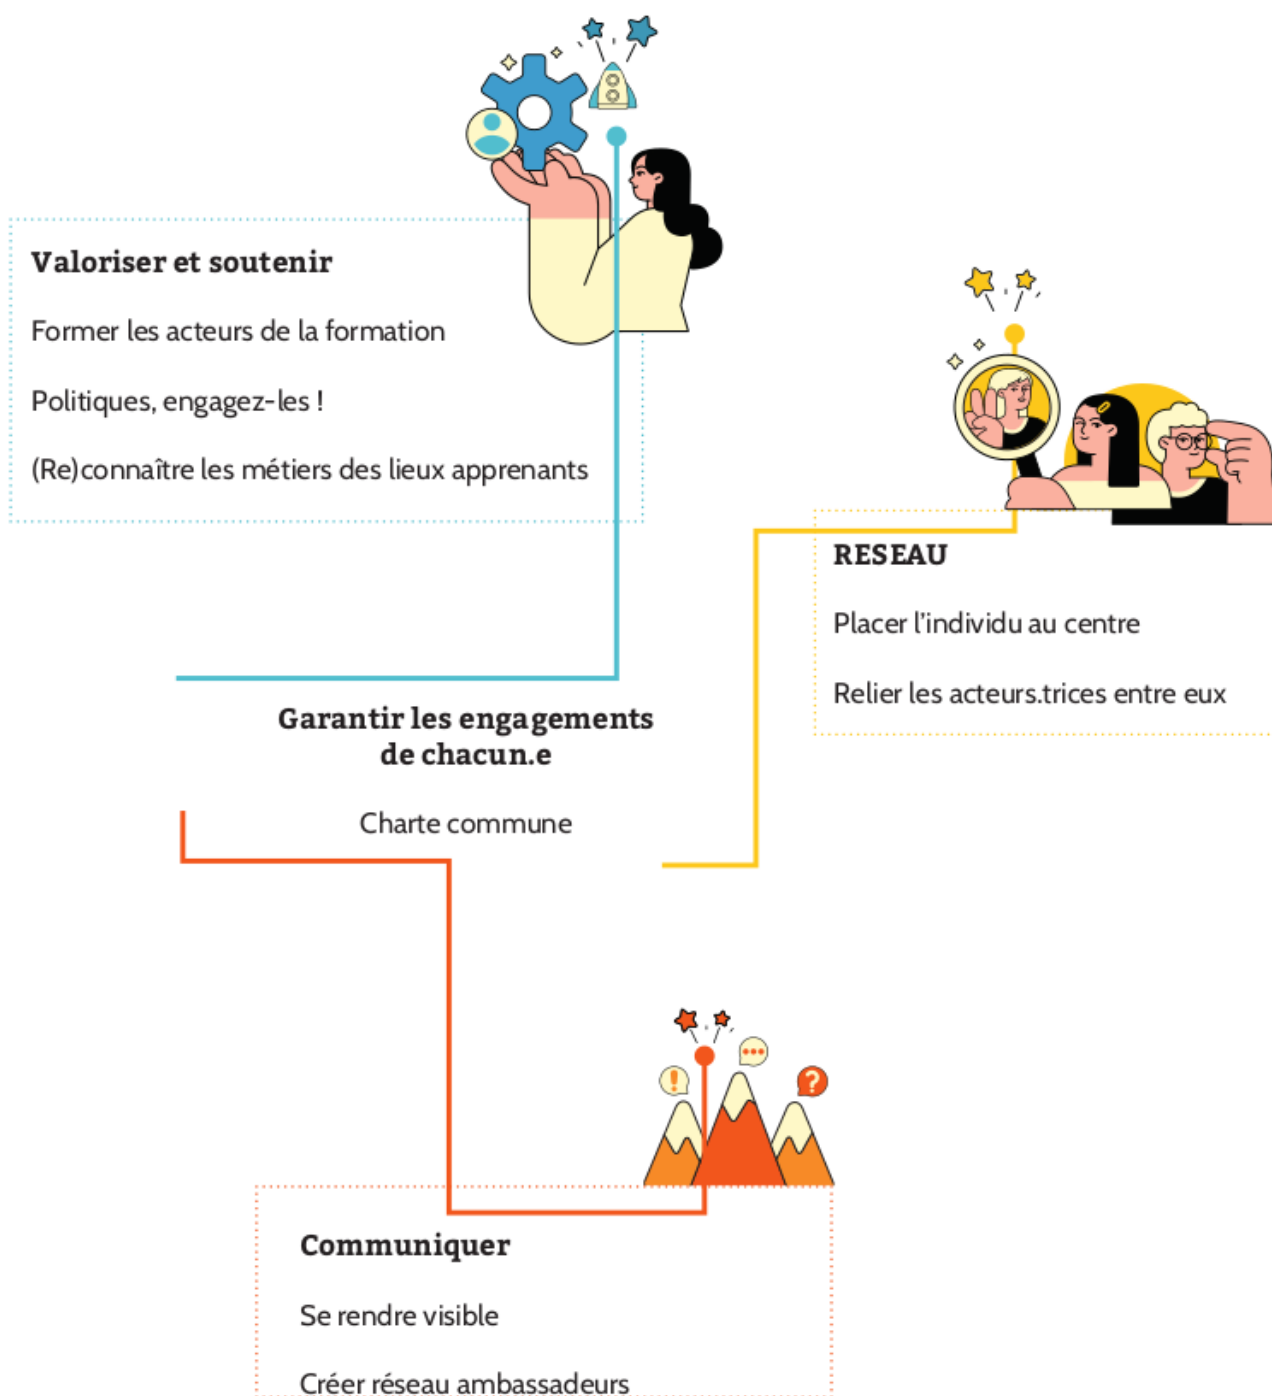 Valoriser et soutenir
Former les acteurs de la formation
Politiques, engagez-les !
(Re)connaître les métiers des lieux apprenants
RESEAU
Placer l'individu au centre
Relier les acteurs.trices entre eux
Garantir les engagements
de chacun.e
Charte commune
! ... ?
Communiquer
Se rendre visible
Créer réseau ambassadeurs